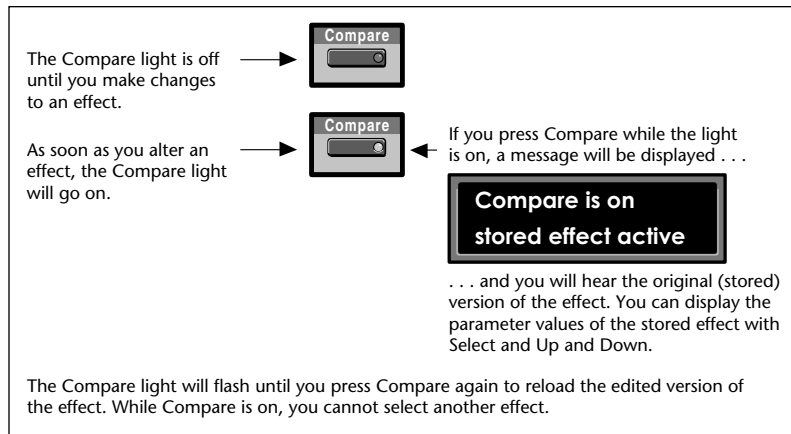 Compare
The Compare light is off
until you make changes
to an effect.
Compare
As soon as you alter an
effect, the Compare light
will go on.
If you press Compare while the light
is on, a message will be displayed . . .
Compare is on
stored effect active
. . . and you will hear the original (stored)
version of the effect. You can display the
parameter values of the stored effect with
Select and Up and Down.
The Compare light will flash until you press Compare again to reload the edited version of
the effect. While Compare is on, you cannot select another effect.